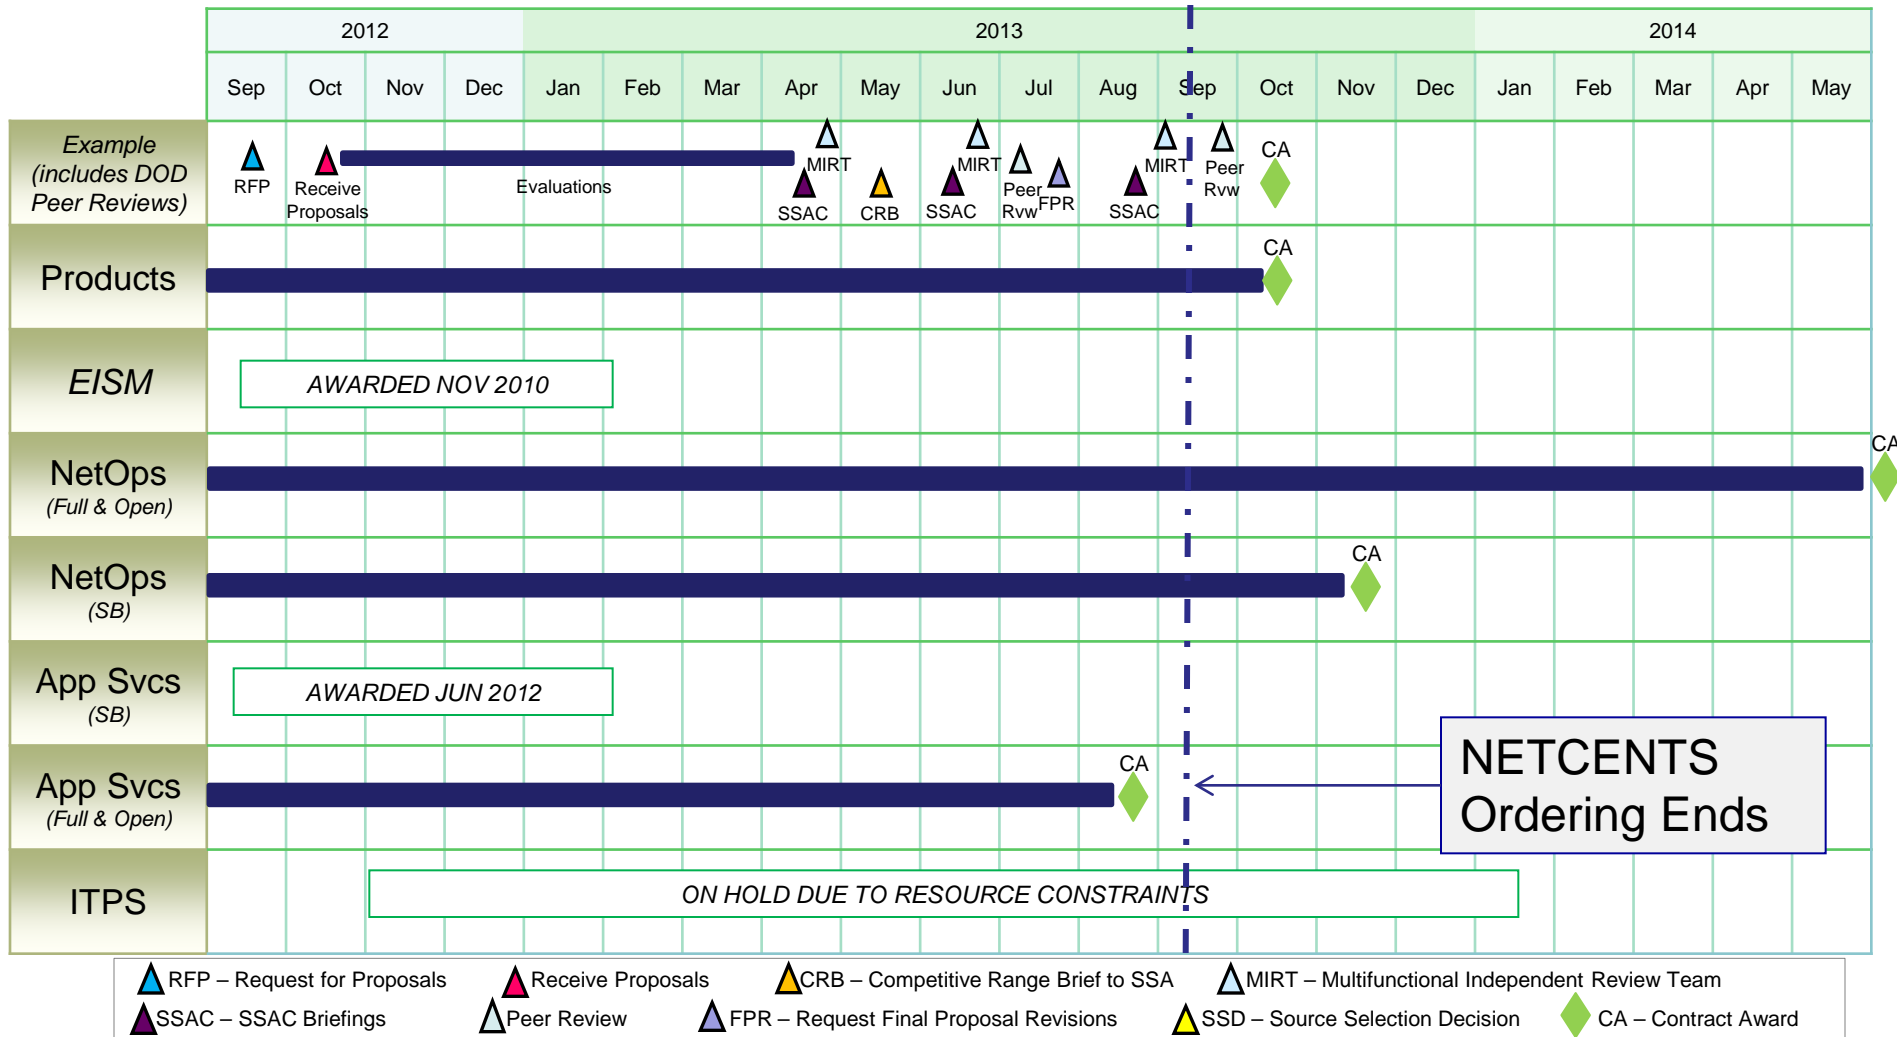 2012 2013 2014
Sep Oct Nov Dec Jan Feb Mar Apr May Jun Jul Aug Sep Oct Nov Dec Jan Feb Mar Apr May
Example
(includes DOD
Peer Reviews)
RFP
Receive
Proposals
Evaluations
MIRT
SSAC
CRB
MIRT
SSAC
Peer
Rvw
FPR
MIRT
SSAC
Peer
Rvw
CA
Products
CA
EISM
AWARDED NOV 2010
NetOps
(Full & Open)
CA
NetOps
(SB)
CA
App Svcs
(SB)
AWARDED JUN 2012
App Svcs
(Full & Open)
CA
NETCENTS
Ordering Ends
ITPS
ON HOLD DUE TO RESOURCE CONSTRAINTS
RFP – Request for Proposals
Receive Proposals
CRB – Competitive Range Brief to SSA
MIRT – Multifunctional Independent Review Team
SSAC – SSAC Briefings
Peer Review
FPR – Request Final Proposal Revisions
SSD – Source Selection Decision
CA – Contract Award